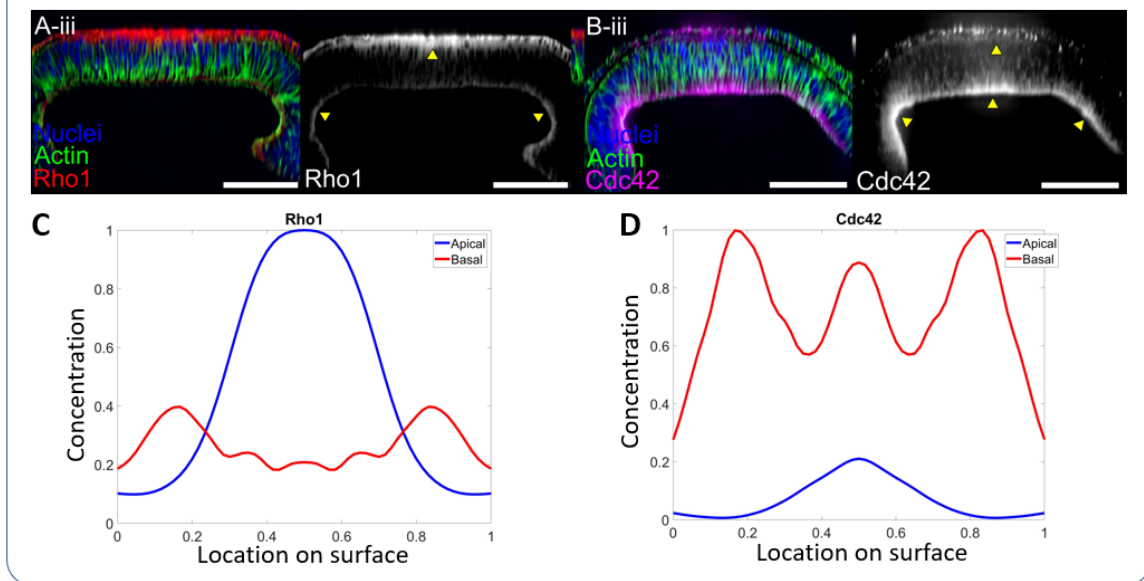 A-iii
Nuclei
Actin
Rho1
Rho1
B-iii
Nuclei
Actin
Cdc42
Cdc42
C
Rho1
1
0.8
0.6
0.4
0.2
0
Concentration
Apical
Basal
0
0.2
0.4
0.6
0.8
1
Location on surface
D
Cdc42
1
0.8
0.6
0.4
0.2
0
Concentration
Apical
Basal
0
0.2
0.4
0.6
0.8
1
Location on surface